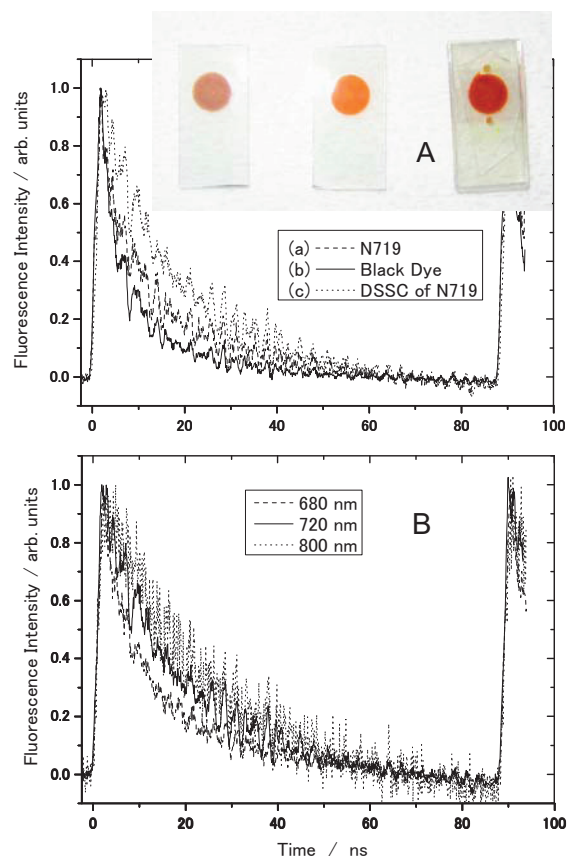 A
Fluorescence Intensity / arb. units
1.0
0.8
0.6
0.4
0.2
0.0
(a) N719
(b) Black Dye
(c) DSSC of N719
0 20 40 60 80 100
B
Fluorescence Intensity / arb. units
1.0
0.8
0.6
0.4
0.2
0.0
680 nm
720 nm
800 nm
0 20 40 60 80 100
Time / ns